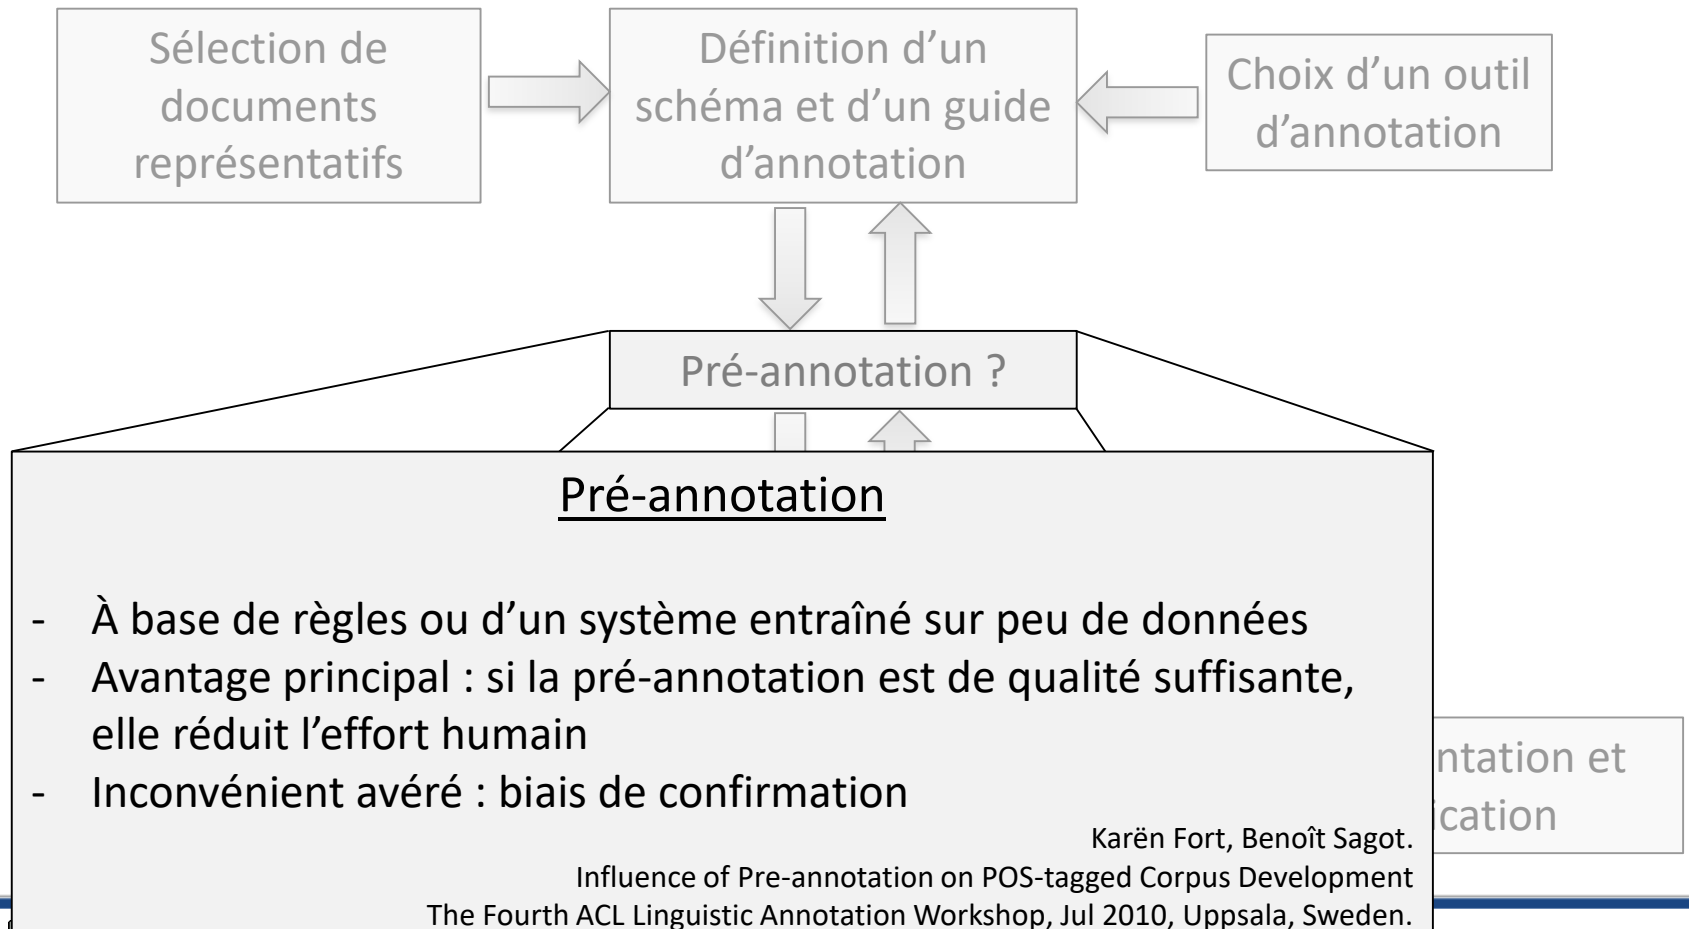 Sélection de
documents
représentatifs
Définition d’un
schéma et d’un guide
d’annotation
Choix d’un outil
d’annotation
Pré-annotation ?
Pré-annotation
- À base de règles ou d’un système entraîné sur peu de données
- Avantage principal : si la pré-annotation est de qualité suffisante,
elle réduit l’effort humain
- Inconvénient avéré : biais de confirmation
ntation et
ication
Karën Fort, Benoît Sagot.
Influence of Pre-annotation on POS-tagged Corpus Development
The Fourth ACL Linguistic Annotation Workshop, Jul 2010, Uppsala, Sweden.